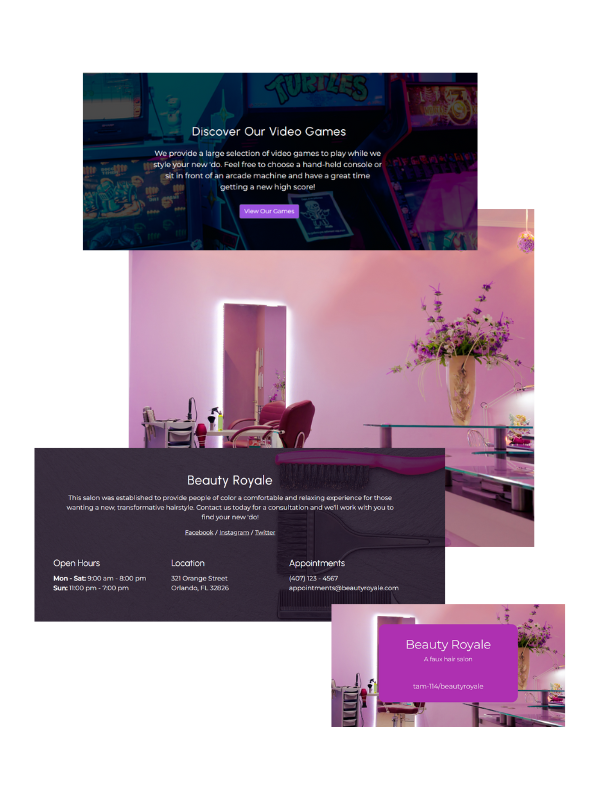 TURTLES
Discover Our Video Games
We provide a large selection of video games to play while we
style your new 'do. Feel free to choose a hand-held console or
sit in front of an arcade machine and have a great time
getting a new high score!
View Our Games
Beauty Royale
This salon was established to provide people of color a comfortable and relaxing experience for those
wanting a new, transformative hairstyle. Contact us today for a consultation and we'll work with you to
find your new 'do!
Facebook / Instagram / Twitter
Open Hours
Mon - Sat: 9:00 am - 8:00 pm
Sun: 11:00 pm - 7:00 pm
Location
321 Orange Street
Orlando, FL 32826
Appointments
(407) 123 - 4567
appointments@beautyroyale.com
Beauty Royale
A faux hair salon
tam-114/beautyroyale